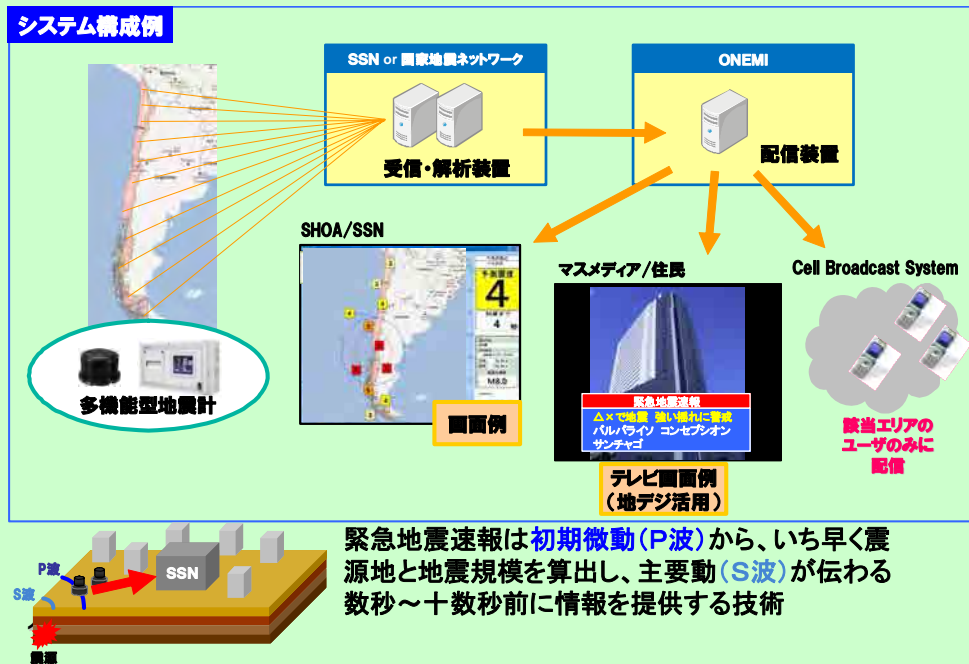 システム構成例
SSN or 国家地震ネットワーク
ONEMI
受信・解析装置
配信装置
SHOA/SSN
マスメディア/住民
Cell Broadcast System
予測震度
4
4 秒
M8.0
多機能型地震計
画面例
緊急地震速報
△×で地震 強い揺れに警戒
バルパライソ コンセプシオン
サンチャゴ
テレビ画面例
（地デジ活用）
該当エリアの
ユーザのみに
配信
P波
S波
SSN
震源
緊急地震速報は初期微動（P波）から、いち早く震
源地と地震規模を算出し、主要動（S波）が伝わる
数秒～十数秒前に情報を提供する技術